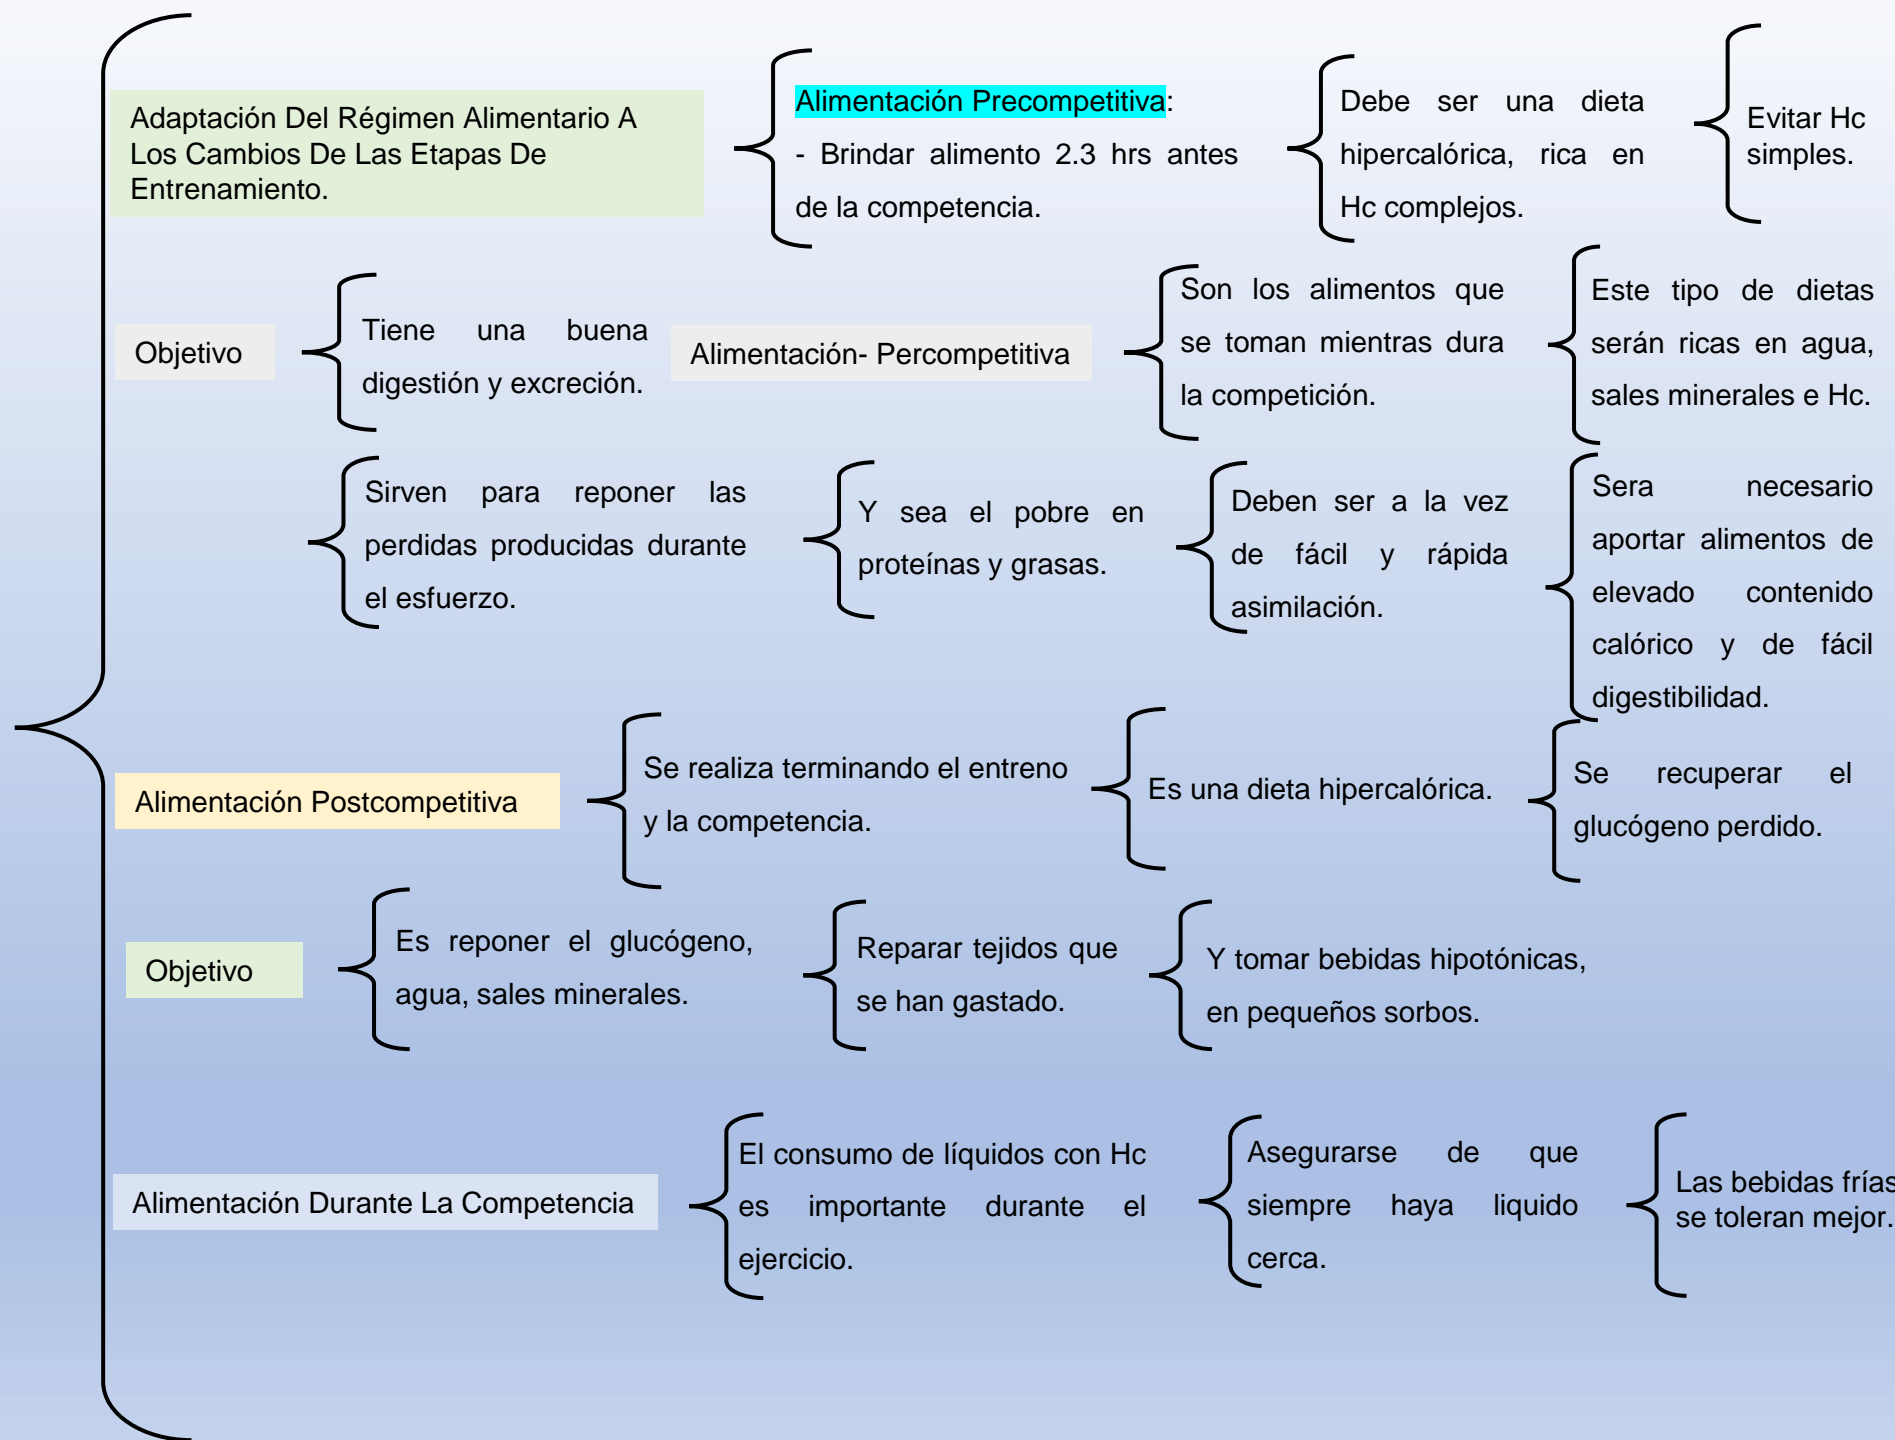 Adaptación Del Régimen Alimentario A
Los Cambios De Las Etapas De
Entrenamiento.
Alimentación Precompetitiva:
- Brindar alimento 2.3 hrs antes
de la competencia.
Debe ser una dieta
hipercalórica, rica en
Hc complejos.
Evitar Hc
simples.
Objetivo
Tiene una buena
digestión y excreción.
Alimentación- Percompetitiva
Son los alimentos que
se toman mientras dura
la competición.
Este tipo de dietas
serán ricas en agua,
sales minerales e Hc.
Sirven para reponer las
perdidas producidas durante
el esfuerzo.
Y sea el pobre en
proteínas y grasas.
Deben ser a la vez
de fácil y rápida
asimilación.
Sera necesario
aportar alimentos de
elevado contenido
calórico y de fácil
digestibilidad.
Alimentación Postcompetitiva
Se realiza terminando el entreno
y la competencia.
Es una dieta hipercalórica.
Se recuperar el
glucógeno perdido.
Objetivo
Es reponer el glucógeno,
agua, sales minerales.
Reparar tejidos que
se han gastado.
Y tomar bebidas hipotónicas,
en pequeños sorbos.
Alimentación Durante La Competencia
El consumo de líquidos con Hc
es importante durante el
ejercicio.
Asegurarse de que
siempre haya liquido
cerca.
Las bebidas frías
se toleran mejor.